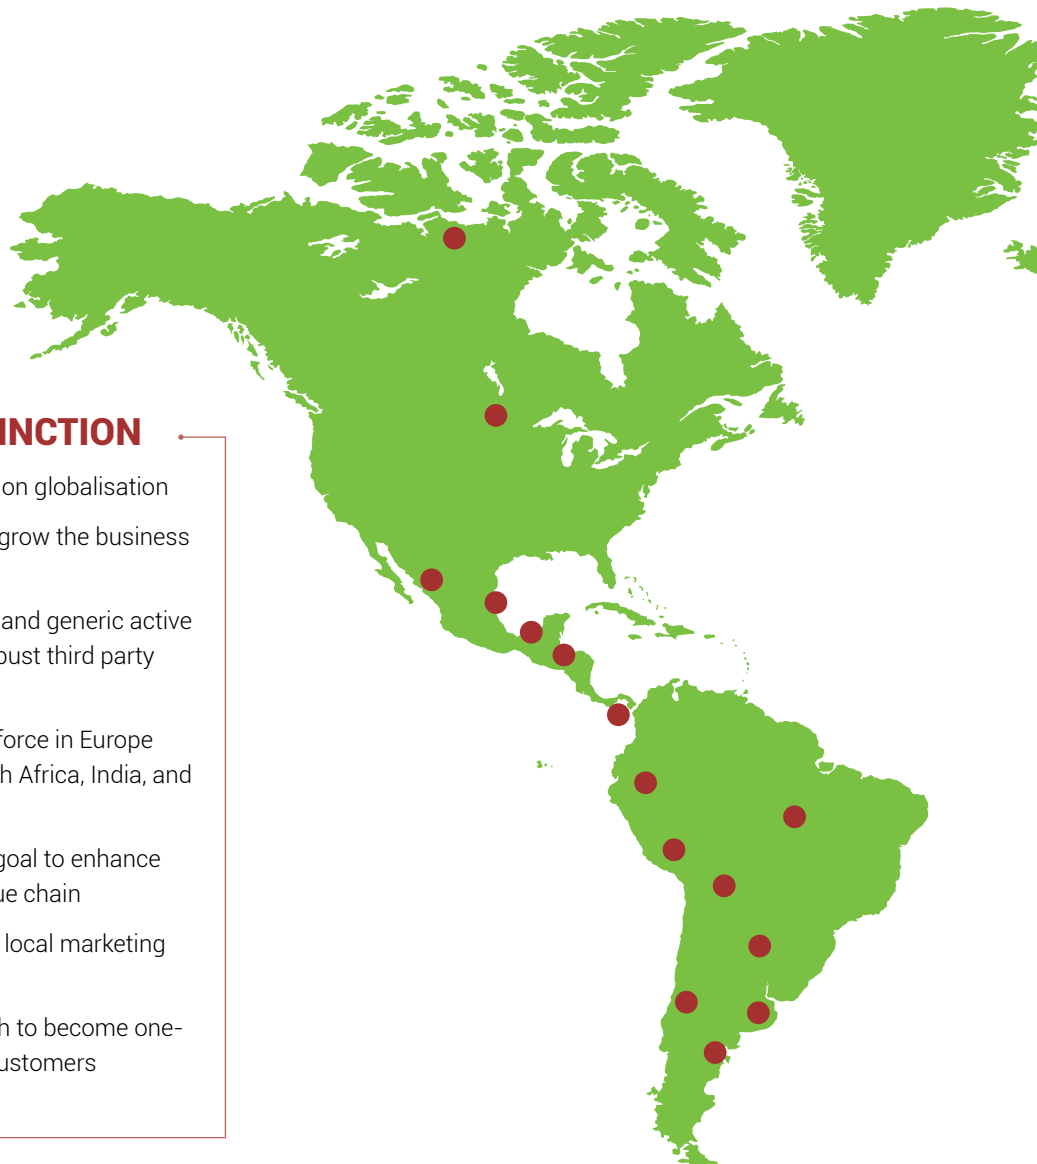 INCTION
on globalisation
grow the business
and generic active
bust third party
force in Europe
h Africa, India, and
goal to enhance
ue chain
local marketing
h to become one-
ustomers